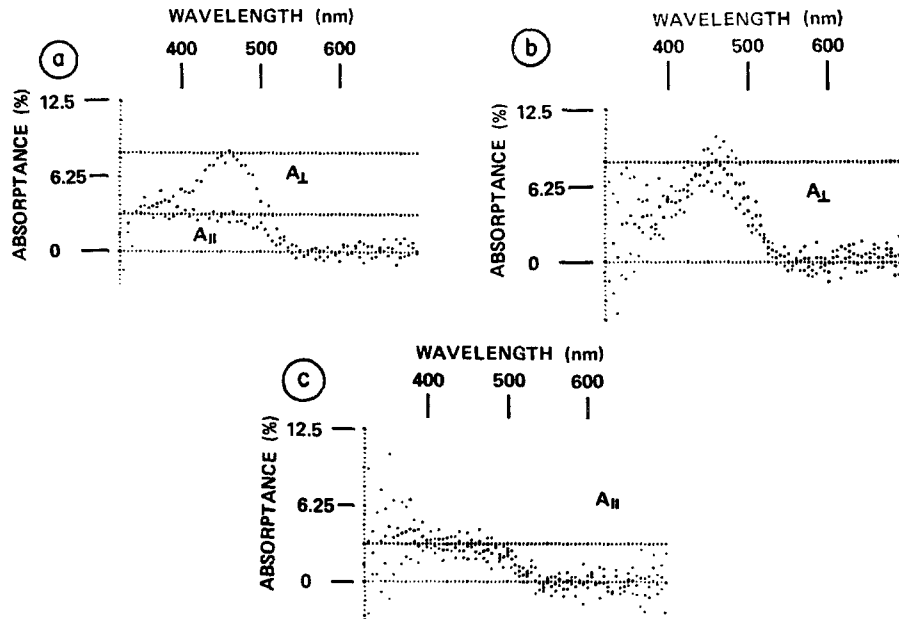 WAVELENGTH (nm)
400 500 600
a
ABSORPTANCE (%)
12.5
6.25
0
A⊥
A∥
WAVELENGTH (nm)
400 500 600
b
ABSORPTANCE (%)
12.5
6.25
0
A⊥
WAVELENGTH (nm)
400 500 600
C
ABSORPTANCE (%)
12.5
6.25
0
A∥